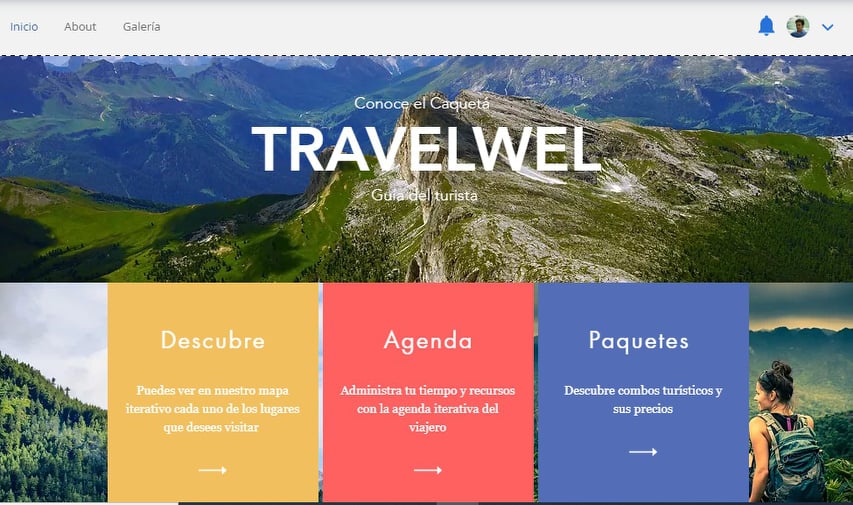 Inicio About Galería
Conoce el Caquetá
TRAVELWEL
Guía del turista
Descubre
Puedes ver en nuestro mapa
iterativo cada uno de los lugares
que desees visitar
Agenda
Administra tu tiempo y recursos
con la agenda iterativa del
viajero
Paquetes
Descubre combos turísticos y
sus precios